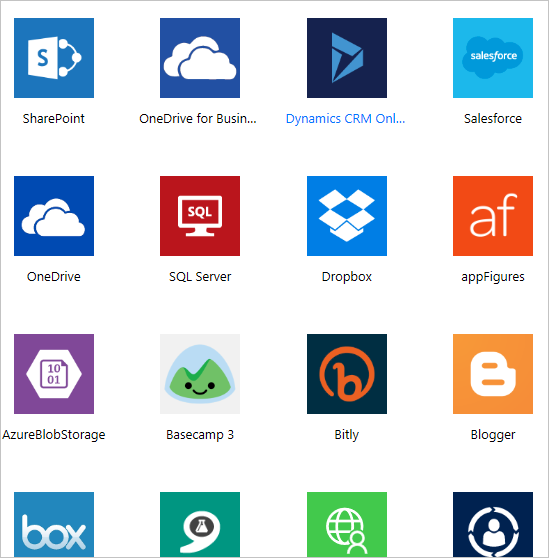 S
salesforce
SharePoint
OneDrive for Busin...
Dynamics CRM Onl...
Salesforce
SQL
af
OneDrive
SQL Server
Dropbox
appFigures
10
01
b
B
AzureBlobStorage
Basecamp 3
Bitly
Blogger
box